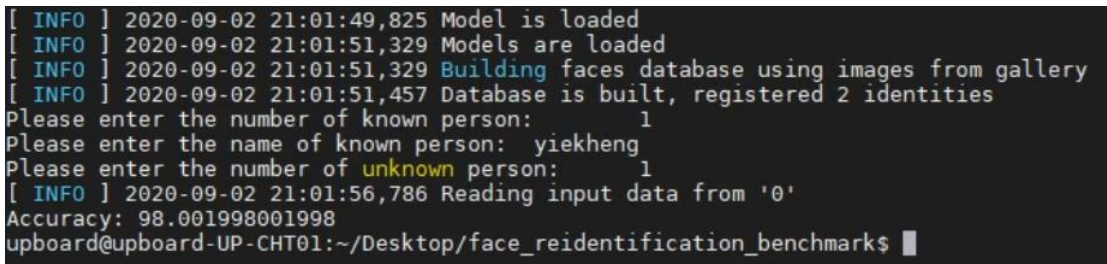 [ INFO ] 2020-09-02 21:01:49,825 Model is loaded
[ INFO ] 2020-09-02 21:01:51,329 Models are loaded
[ INFO ] 2020-09-02 21:01:51,329 Building faces database using images from gallery
[ INFO ] 2020-09-02 21:01:51,457 Database is built, registered 2 identities
Please enter the number of known person: 1
Please enter the name of known person: yiekheng
Please enter the number of unknown person: 1
[ INFO ] 2020-09-02 21:01:56,786 Reading input data from '0'
Accuracy: 98.001998001998
upboard@upboard-UP-CHT01:~/Desktop/face_reidentification_benchmark$